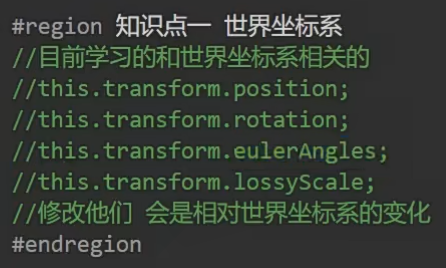 #region 知识点一 世界坐标系
//目前学习的和世界坐标系相关的
//this.transform.position;
//this.transform.rotation;
//this.transform.eulerAngles;
//this.transform.lossyScale;
//修改他们 会是相对世界坐标系的变化
#endregion